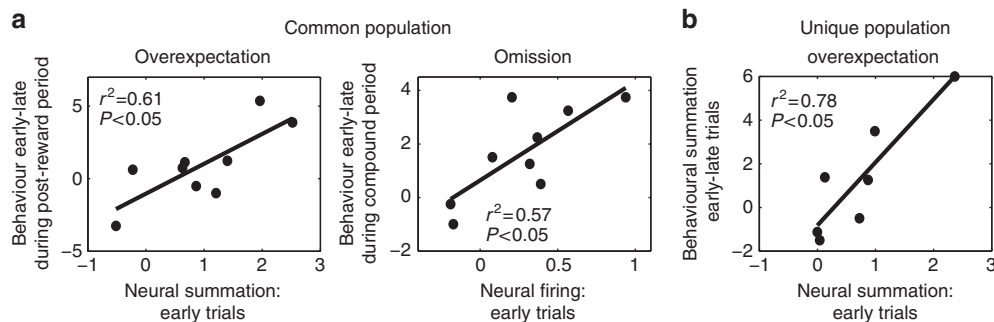 a
Common population
Overexpectation
Behaviour early-late
during post-reward period
5
0
−5
r²=0.61
P<0.05
0
1
2
3
Neural summation:
early trials
Omission
Behaviour early-late
during compound period
4
2
0
−2
r²=0.57
P<0.05
0
0.5
1
Neural firing:
early trials
b
Unique population
overexpectation
Behavioural summation
early-late trials
6
4
2
0
−2
r²=0.78
P<0.05
−1
0
1
2
3
Neural summation:
early trials